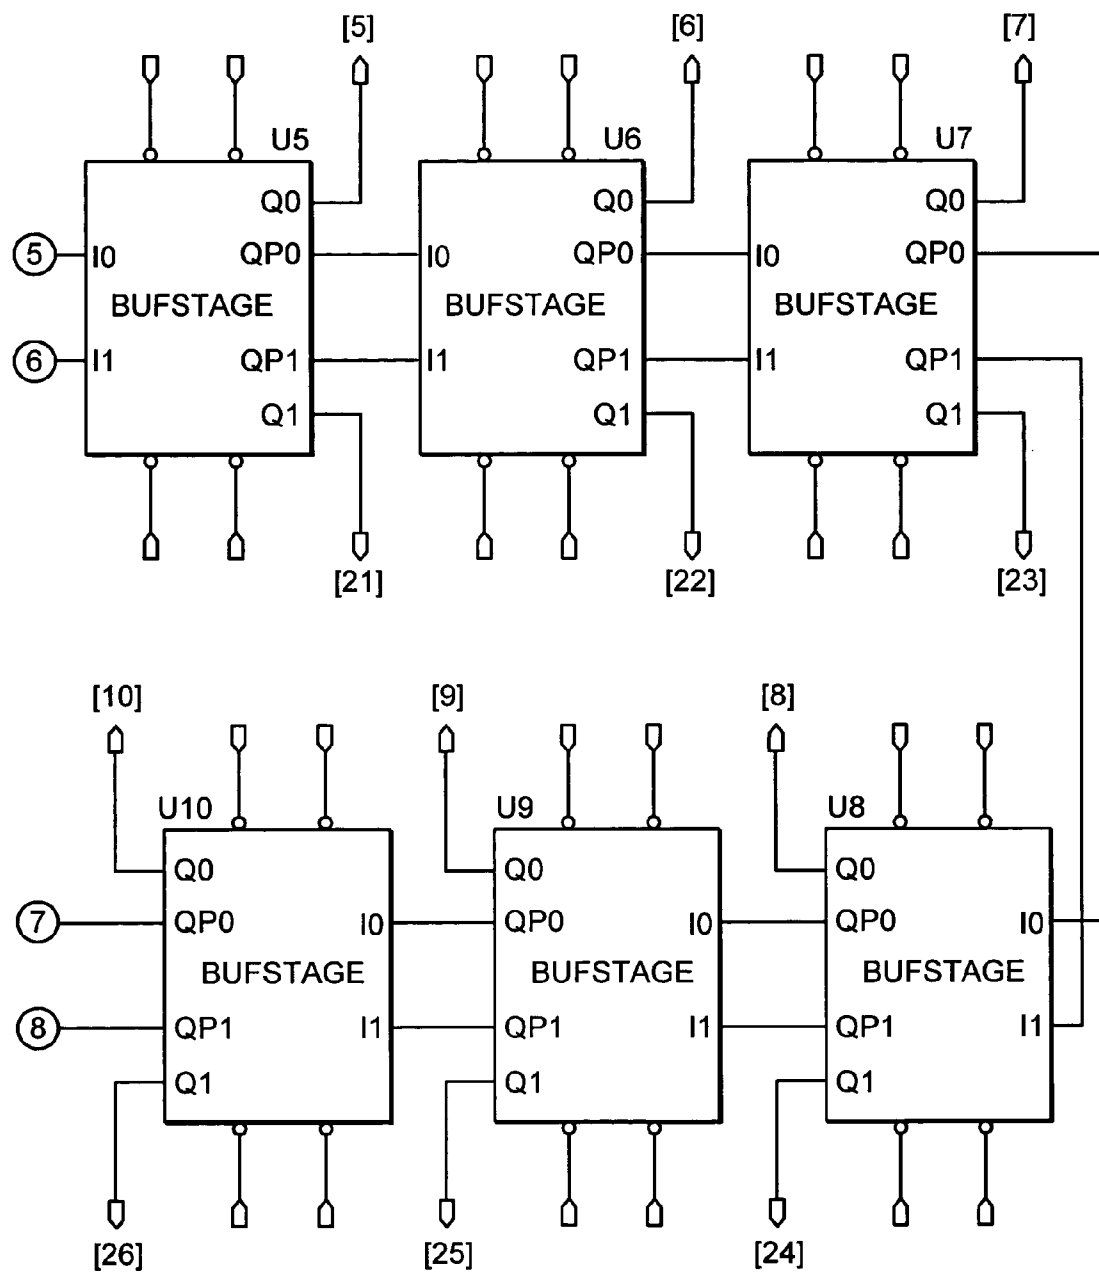 [5] [6] [7]
U5 U6 U7
Q0 Q0 Q0
5 I0 QP0 I0 QP0 I0 QP0
BUFSTAGE BUFSTAGE BUFSTAGE
6 I1 QP1 I1 QP1 I1 QP1
Q1 Q1 Q1
[21] [22] [23]
[10] [9] [8]
U10 U9 U8
Q0 Q0 Q0
7 QP0 I0 QP0 I0 QP0 I0
BUFSTAGE BUFSTAGE BUFSTAGE
8 QP1 I1 QP1 I1 QP1 I1
Q1 Q1 Q1
[26] [25] [24]